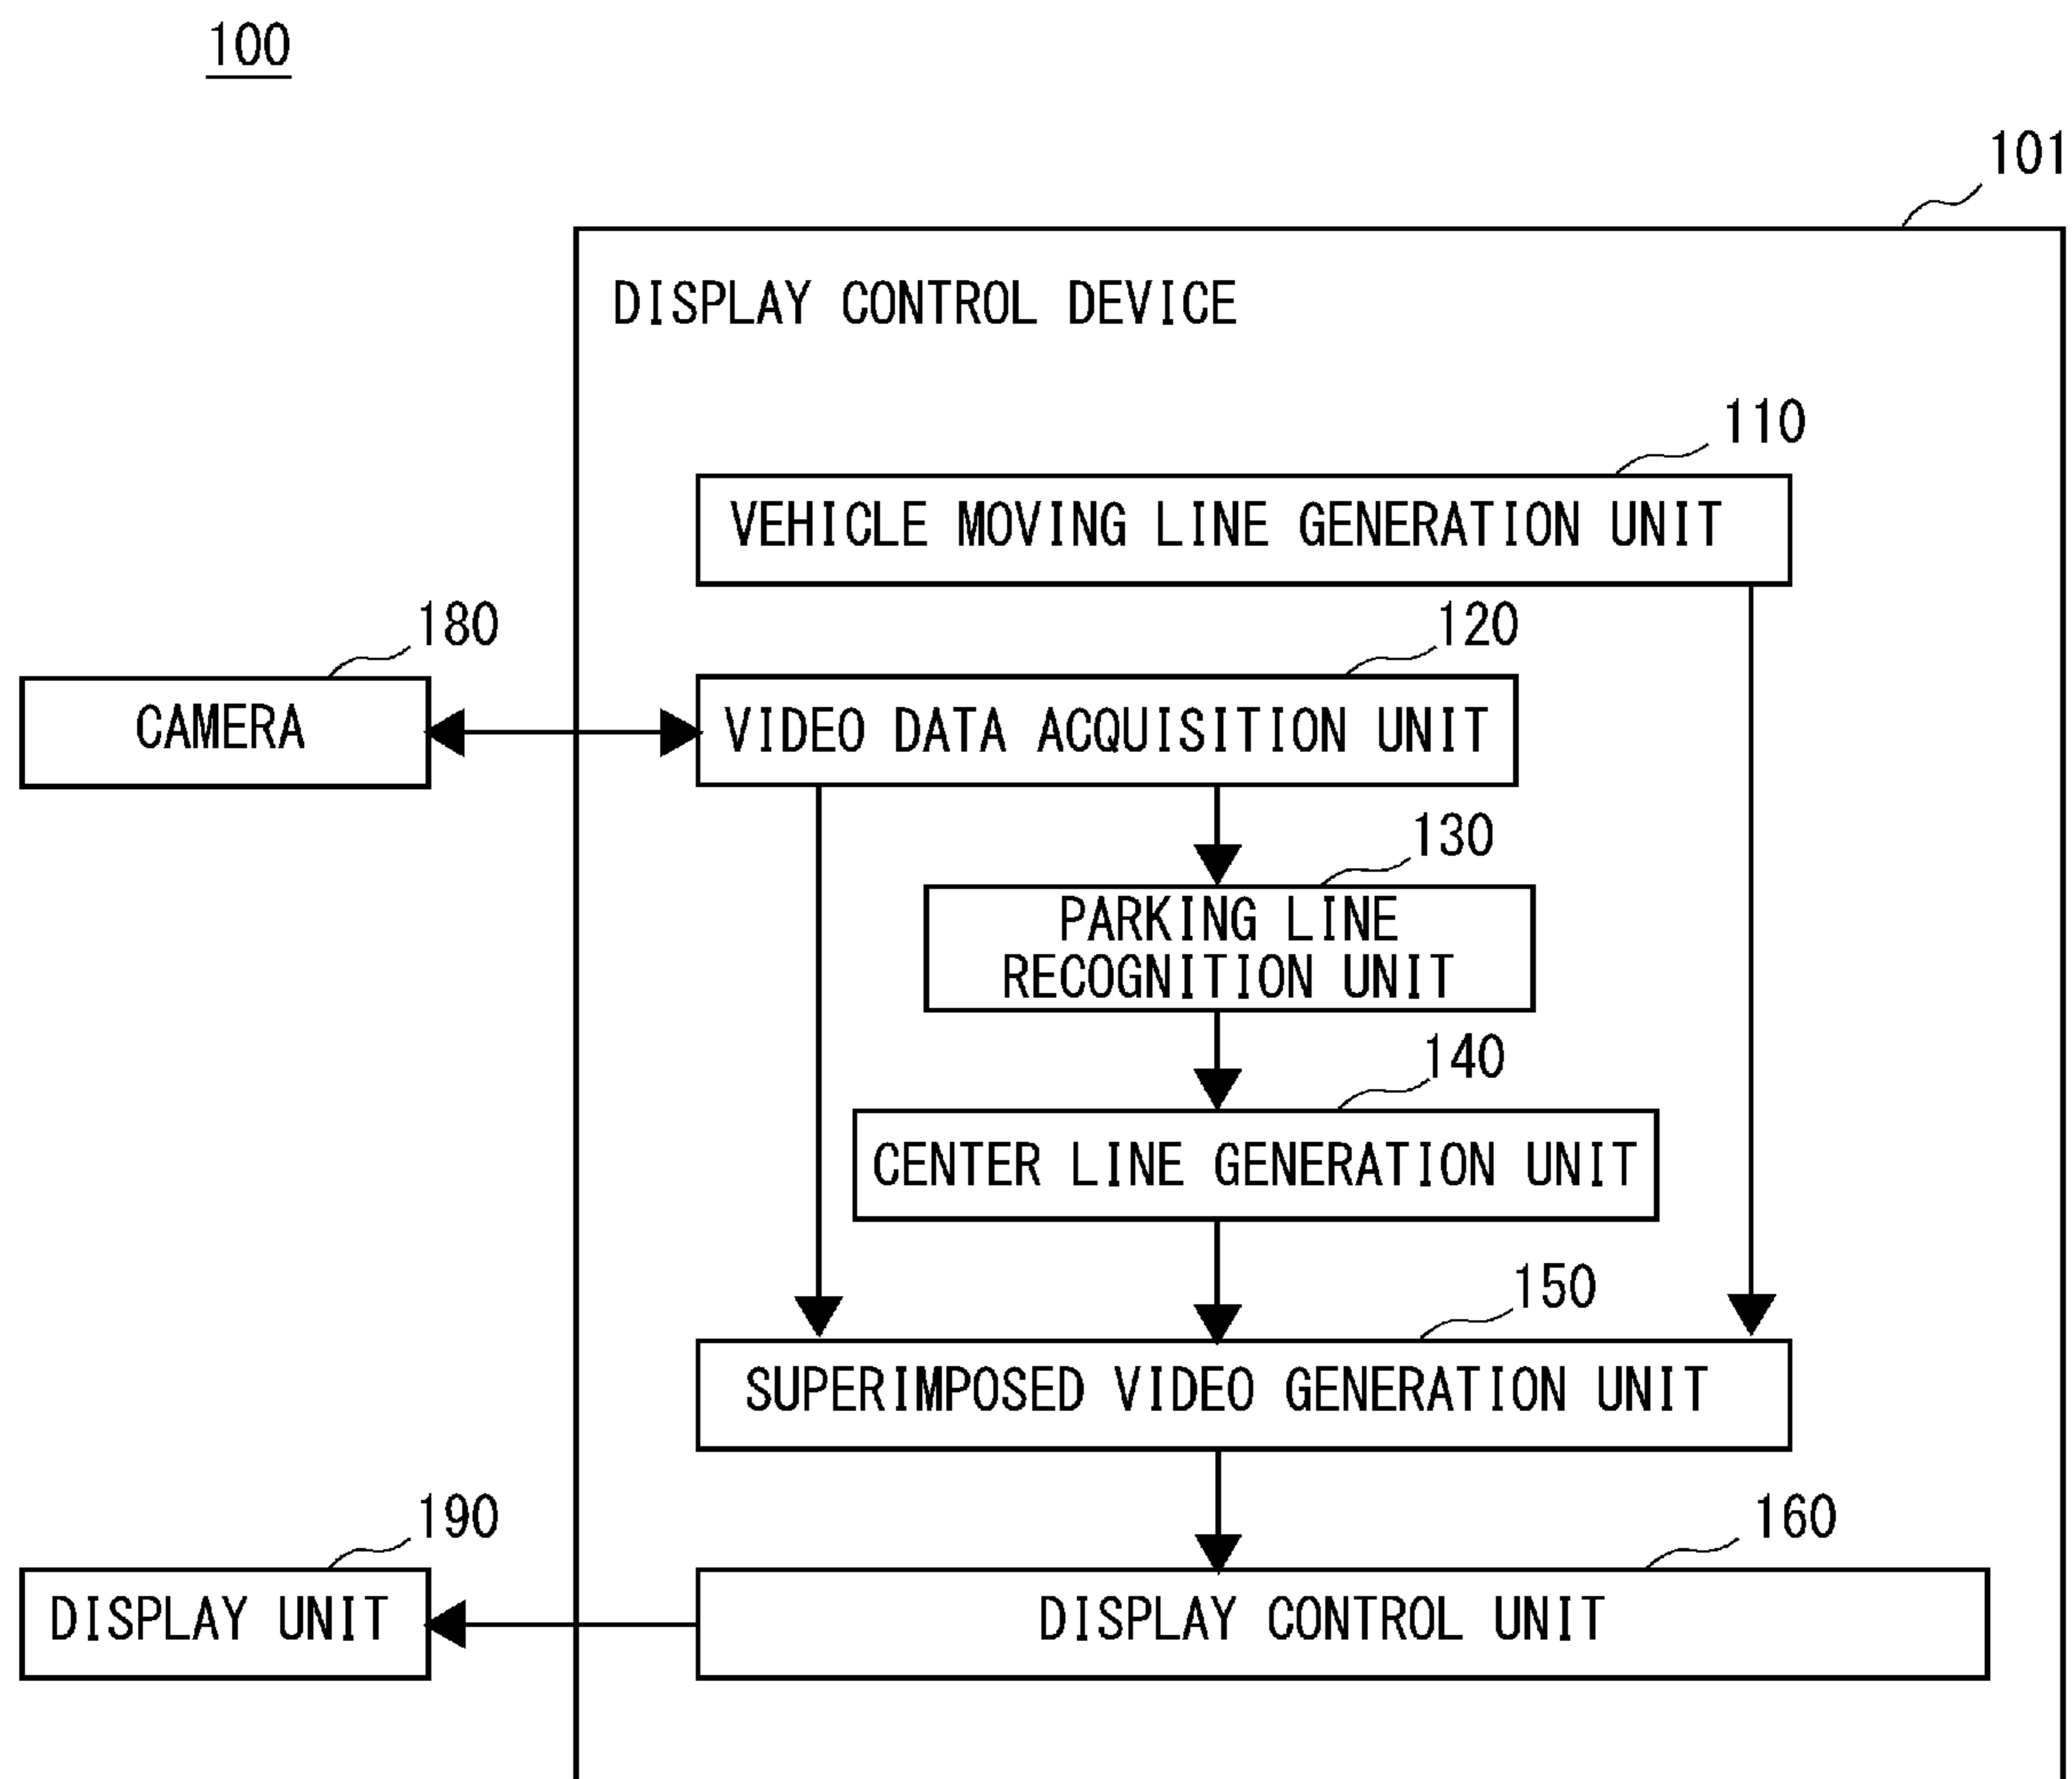 100
101
DISPLAY CONTROL DEVICE
110
VEHICLE MOVING LINE GENERATION UNIT
180
120
CAMERA
VIDEO DATA ACQUISITION UNIT
130
PARKING LINE
RECOGNITION UNIT
140
CENTER LINE GENERATION UNIT
150
SUPERIMPOSED VIDEO GENERATION UNIT
190
160
DISPLAY UNIT
DISPLAY CONTROL UNIT